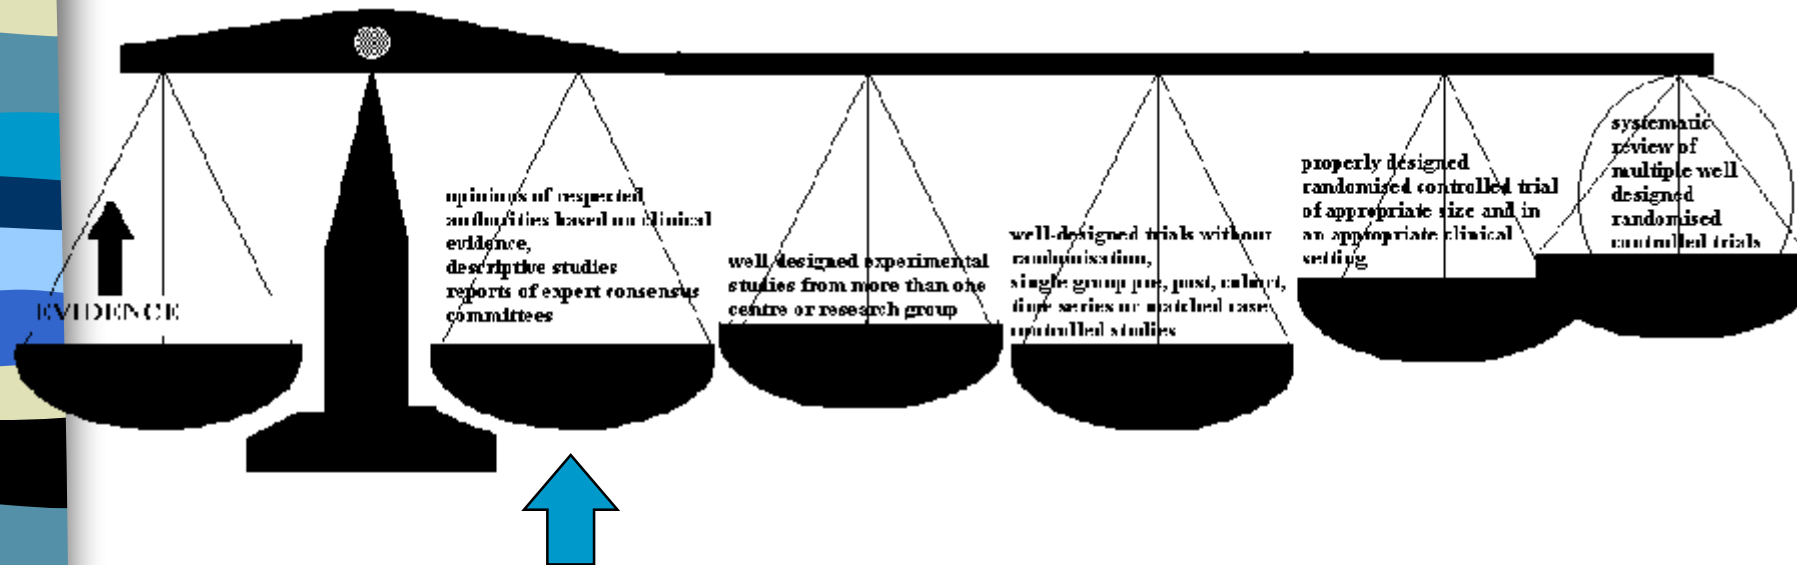 EVIDENCE
opinions of respected
authorities based on clinical
evidence,
descriptive studies
reports of expert consensus
committees
well designed experimental
studies from more than one
centre or research group
well-designed trials without
randomisation,
single group pre, post, cohort,
time series or matched case
controlled studies
properly designed
randomised controlled trial
of appropriate size and in
an appropriate clinical
setting
systematic
review of
multiple well
designed
randomised
controlled trials